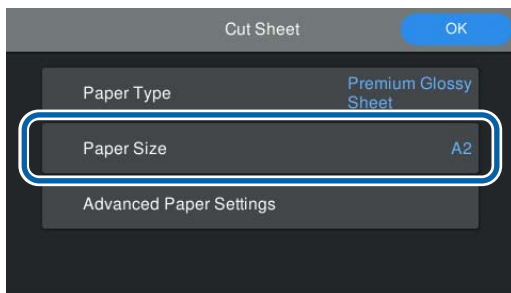 Cut Sheet OK
Paper Type Premium Glossy
Sheet
Paper Size A2
Advanced Paper Settings